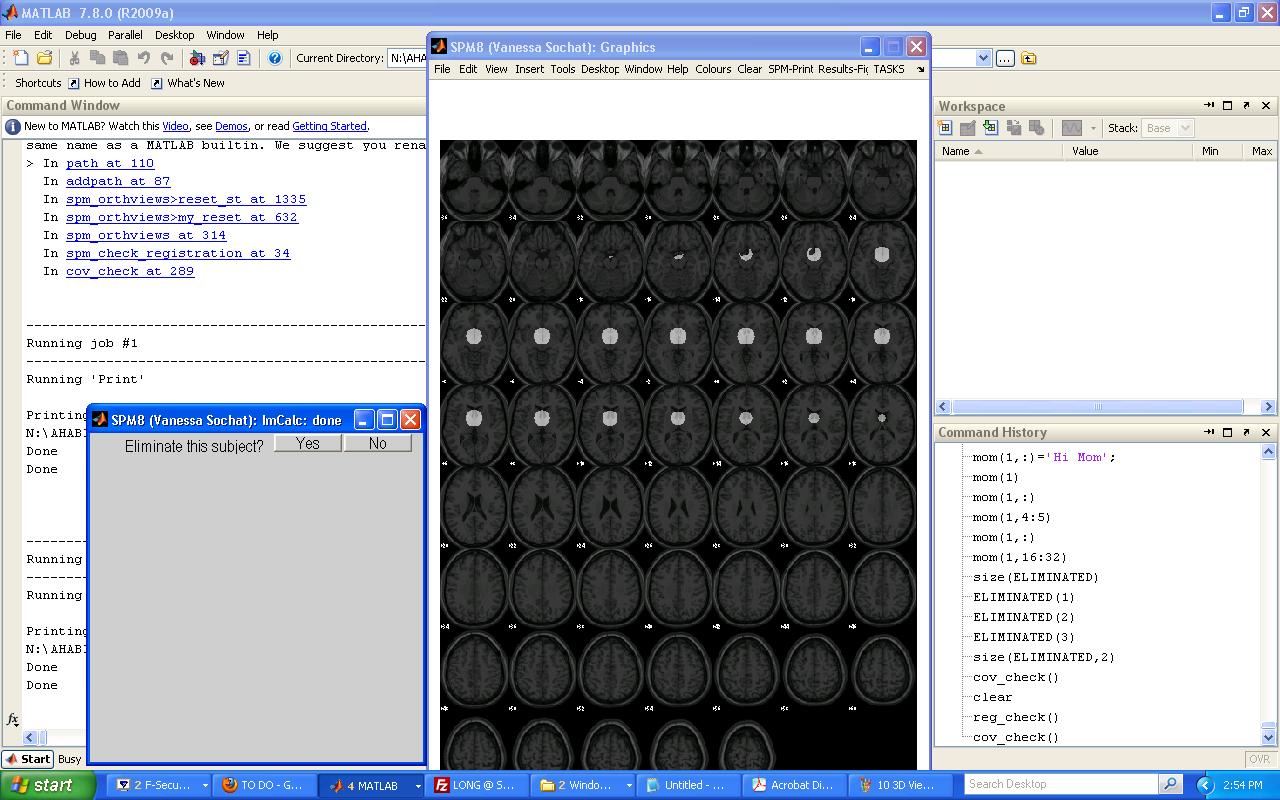 MATLAB 7.8.0 (R2009a)
File Edit Debug Parallel Desktop Window Help
Current Directory: N:\AHA
Shortcuts How to Add What's New
Command Window
New to MATLAB? Watch this Video, see Demos, or read Getting Started.
same name as a MATLAB builtin. We suggest you rena
> In path at 110
In addpath at 87
In spm_orthviews>reset_st at 1335
In spm_orthviews>my_reset at 632
In spm_orthviews at 314
In spm_check_registration at 34
In cov_check at 289
------------------------------------------------------
Running job #1
------------------------------------------------------
Running 'Print'
Printing
N:\AHABI
Done
Done
--------
Running
--------
Running
Printing
N:\AHABI
Done
Done
fx
Start Busy
SPM8 (Vanessa Sochat): ImCalc: done
Eliminate this subject? Yes No
SPM8 (Vanessa Sochat): Graphics
File Edit View Insert Tools Desktop Window Help Colours Clear SPM-Print Results-Fig TASKS
Workspace
Stack: Base
Name Value Min Max
Command History
mom(1,:)='Hi Mom';
mom(1)
mom(1,:)
mom(1,4:5)
mom(1,:)
mom(1,16:32)
size(ELIMINATED)
ELIMINATED(1)
ELIMINATED(2)
ELIMINATED(3)
size(ELIMINATED,2)
cov_check()
clear
reg_check()
cov_check()
OVR
start 2 F-Secu... TO DO - G... 4 MATLAB LONG @ S... 2 Windo... Untitled - ... Acrobat Di... 10 3D Vie... Search Desktop 2:54 PM